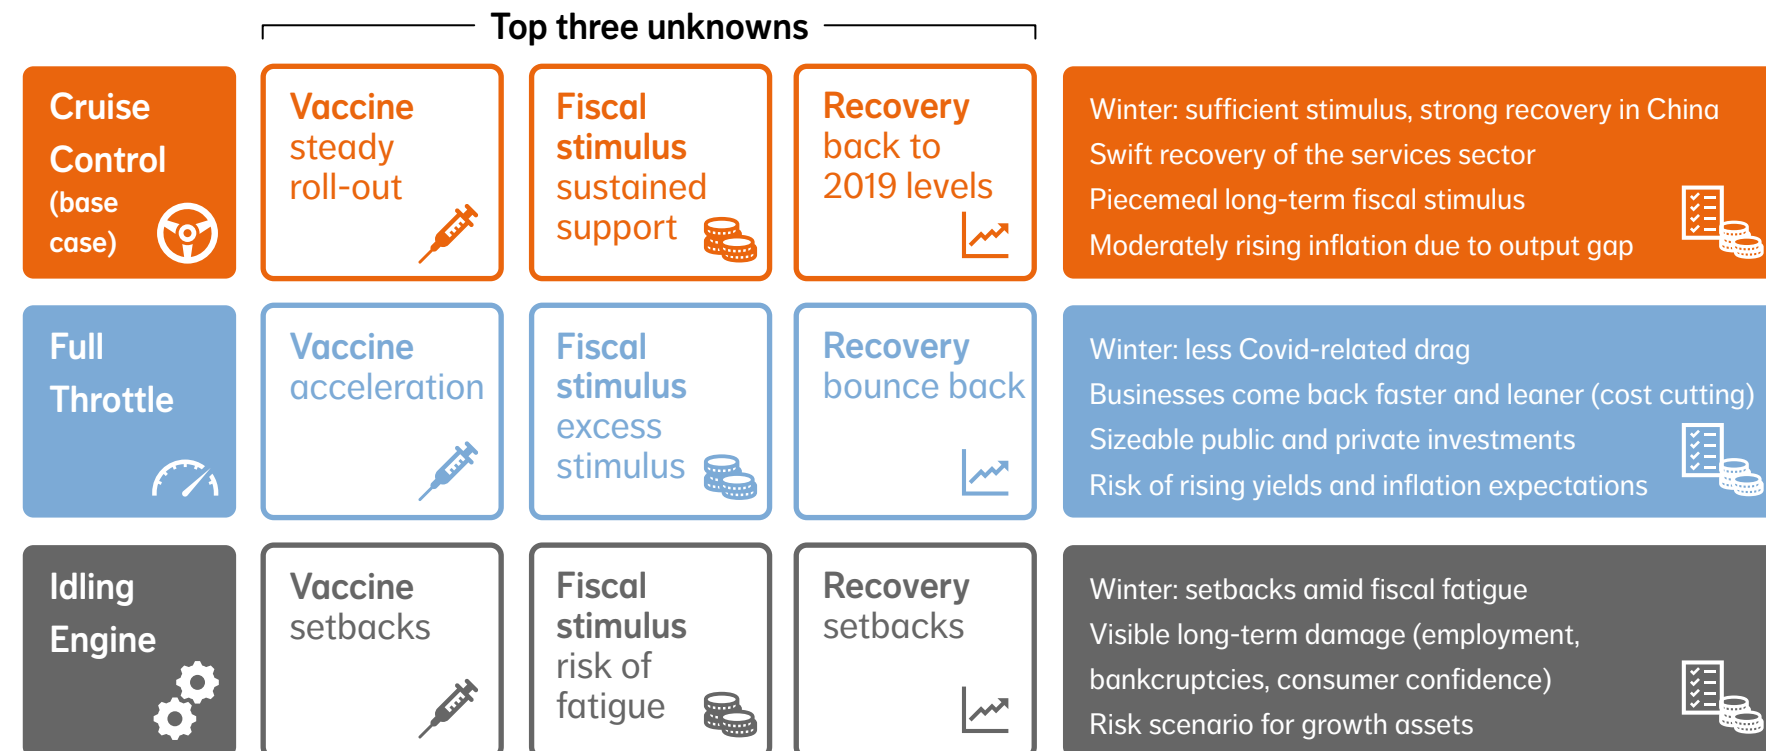 Top three unknowns
Cruise
Control
(base
case)
Vaccine
steady
roll-out
Fiscal
stimulus
sustained
support
Recovery
back to
2019 levels
Winter: sufficient stimulus, strong recovery in China
Swift recovery of the services sector
Piecemeal long-term fiscal stimulus
Moderately rising inflation due to output gap
Full
Throttle
Vaccine
acceleration
Fiscal
stimulus
excess
stimulus
Recovery
bounce back
Winter: less Covid-related drag
Businesses come back faster and leaner (cost cutting)
Sizeable public and private investments
Risk of rising yields and inflation expectations
Idling
Engine
Vaccine
setbacks
Fiscal
stimulus
risk of
fatigue
Recovery
setbacks
Winter: setbacks amid fiscal fatigue
Visible long-term damage (employment,
bankcruptcies, consumer confidence)
Risk scenario for growth assets